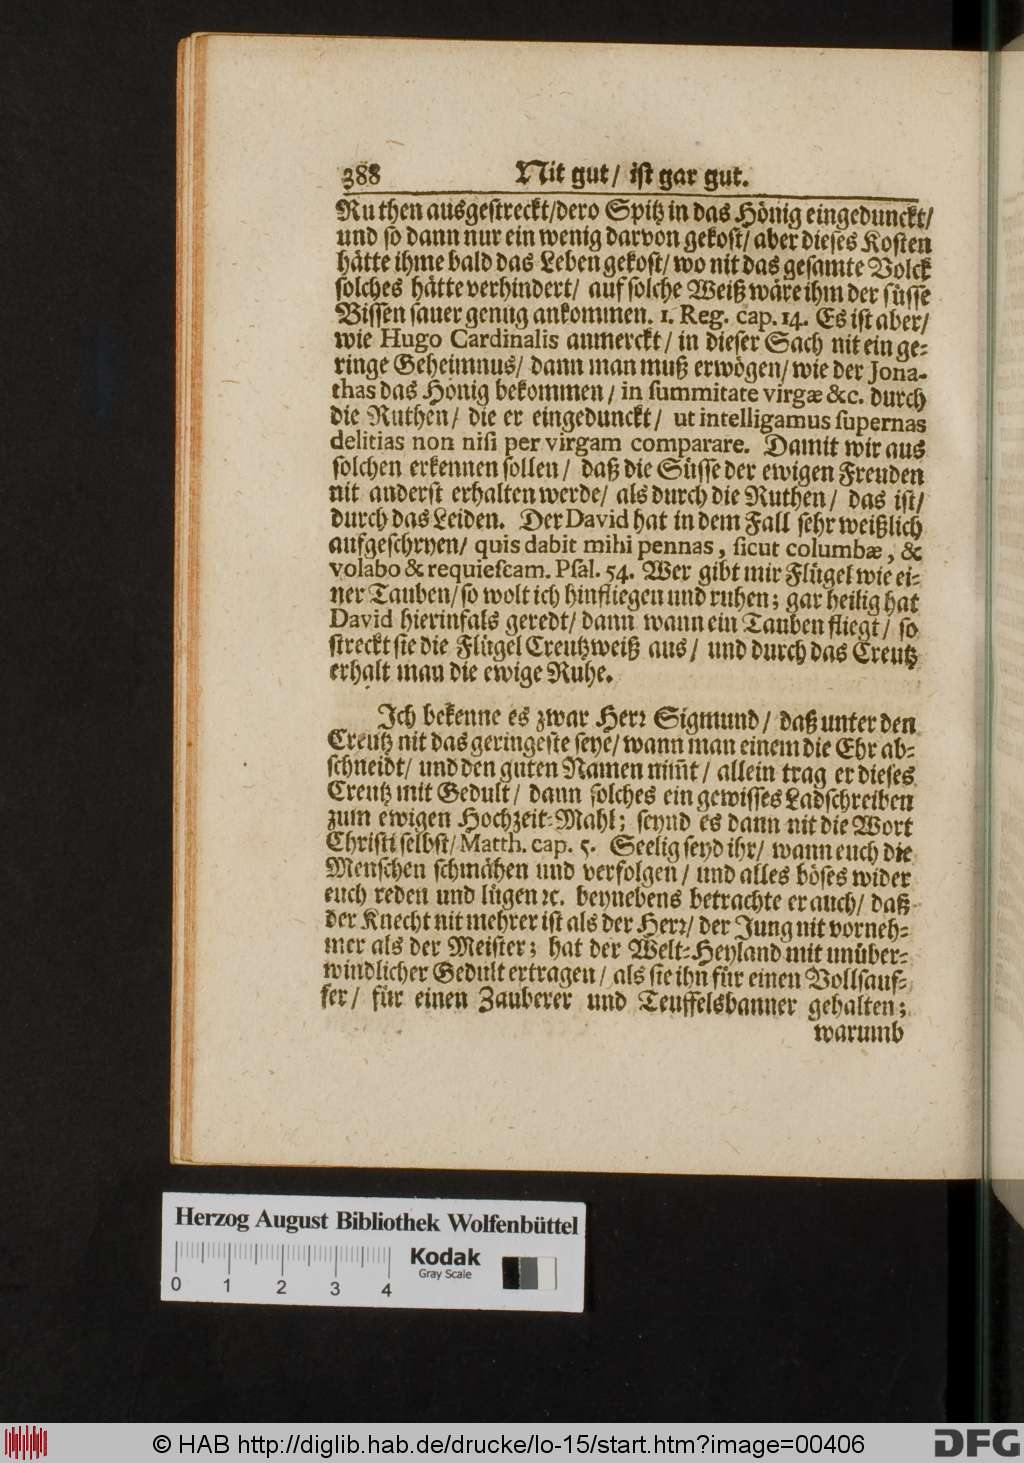 388 Nit gut/ ist gar gut.
Ruthen ausgestreckt/dero Spitz in das Hönig eingedunckt/
und so dann nur ein wenig darvon gekost/ aber dieses Kosten
hätte ihme bald das Leben gekost/ wo nit das gesamte Volck
solches hätte verhindert/ auf solche Weiß wäre ihm der süsse
Bissen sauer genug ankommen. 1. Reg. cap. 14. Es ist aber/
wie Hugo Cardinalis anmerckt/ in dieser Sach nit ein ge-
ringe Geheimnus/ dann man muß erwögen/ wie der Jona-
thas das Hönig bekommen/ in summitate virgæ &c. durch
die Ruthen/ die er eingedunckt/ ut intelligamus supernas
delitias non nisi per virgam comparare. Damit wir aus
solchen erkennen sollen/ daß die Süsse der ewigen Freuden
nit anderst erhalten werde/ als durch die Ruthen/ das ist/
durch das Leiden. Der David hat in dem Fall sehr weißlich
aufgeschryen/ quis dabit mihi pennas, sicut columbæ, &
volabo & requiescam. Psal. 54. Wer gibt mir Flügel wie ei-
ner Tauben/ so wolt ich hinfliegen und ruhen; gar heilig hat
David hierinfals geredt/ dann wann ein Tauben fliegt/ so
streckt sie die Flügel Creutzweiß aus/ und durch das Creutz
erhalt man die ewige Ruhe.
Ich bekenne es zwar Herr Sigmund/ daß unter den
Creutz nit das geringeste seye/ wann man einem die Ehr ab-
schneidt/ und den guten Namen nim̃t/ allein trag er dieses
Creutz mit Gedult/ dann solches ein gewisses Ladschreiben
zum ewigen Hochzeit-Mahl; seynd es dann nit die Wort
Christi selbst/ Matth. cap. 5. Seelig seyd ihr/ wann euch die
Menschen schmähen und verfolgen/ und alles böses wider
euch reden und lügen ꝛc. beynebens betrachte er auch/ daß
der Knecht nit mehrer ist als der Herr/ der Jung nit vorneh-
mer als der Meister; hat der Welt-Heyland mit unüber-
windlicher Gedult ertragen/ als sie ihn für einen Vollsauf-
fer/ für einen Zauberer und Teuffelsbanner gehalten;
warumb
Herzog August Bibliothek Wolfenbüttel
Kodak
Gray Scale
0 1 2 3 4
© HAB http://diglib.hab.de/drucke/lo-15/start.htm?image=00406
DFG